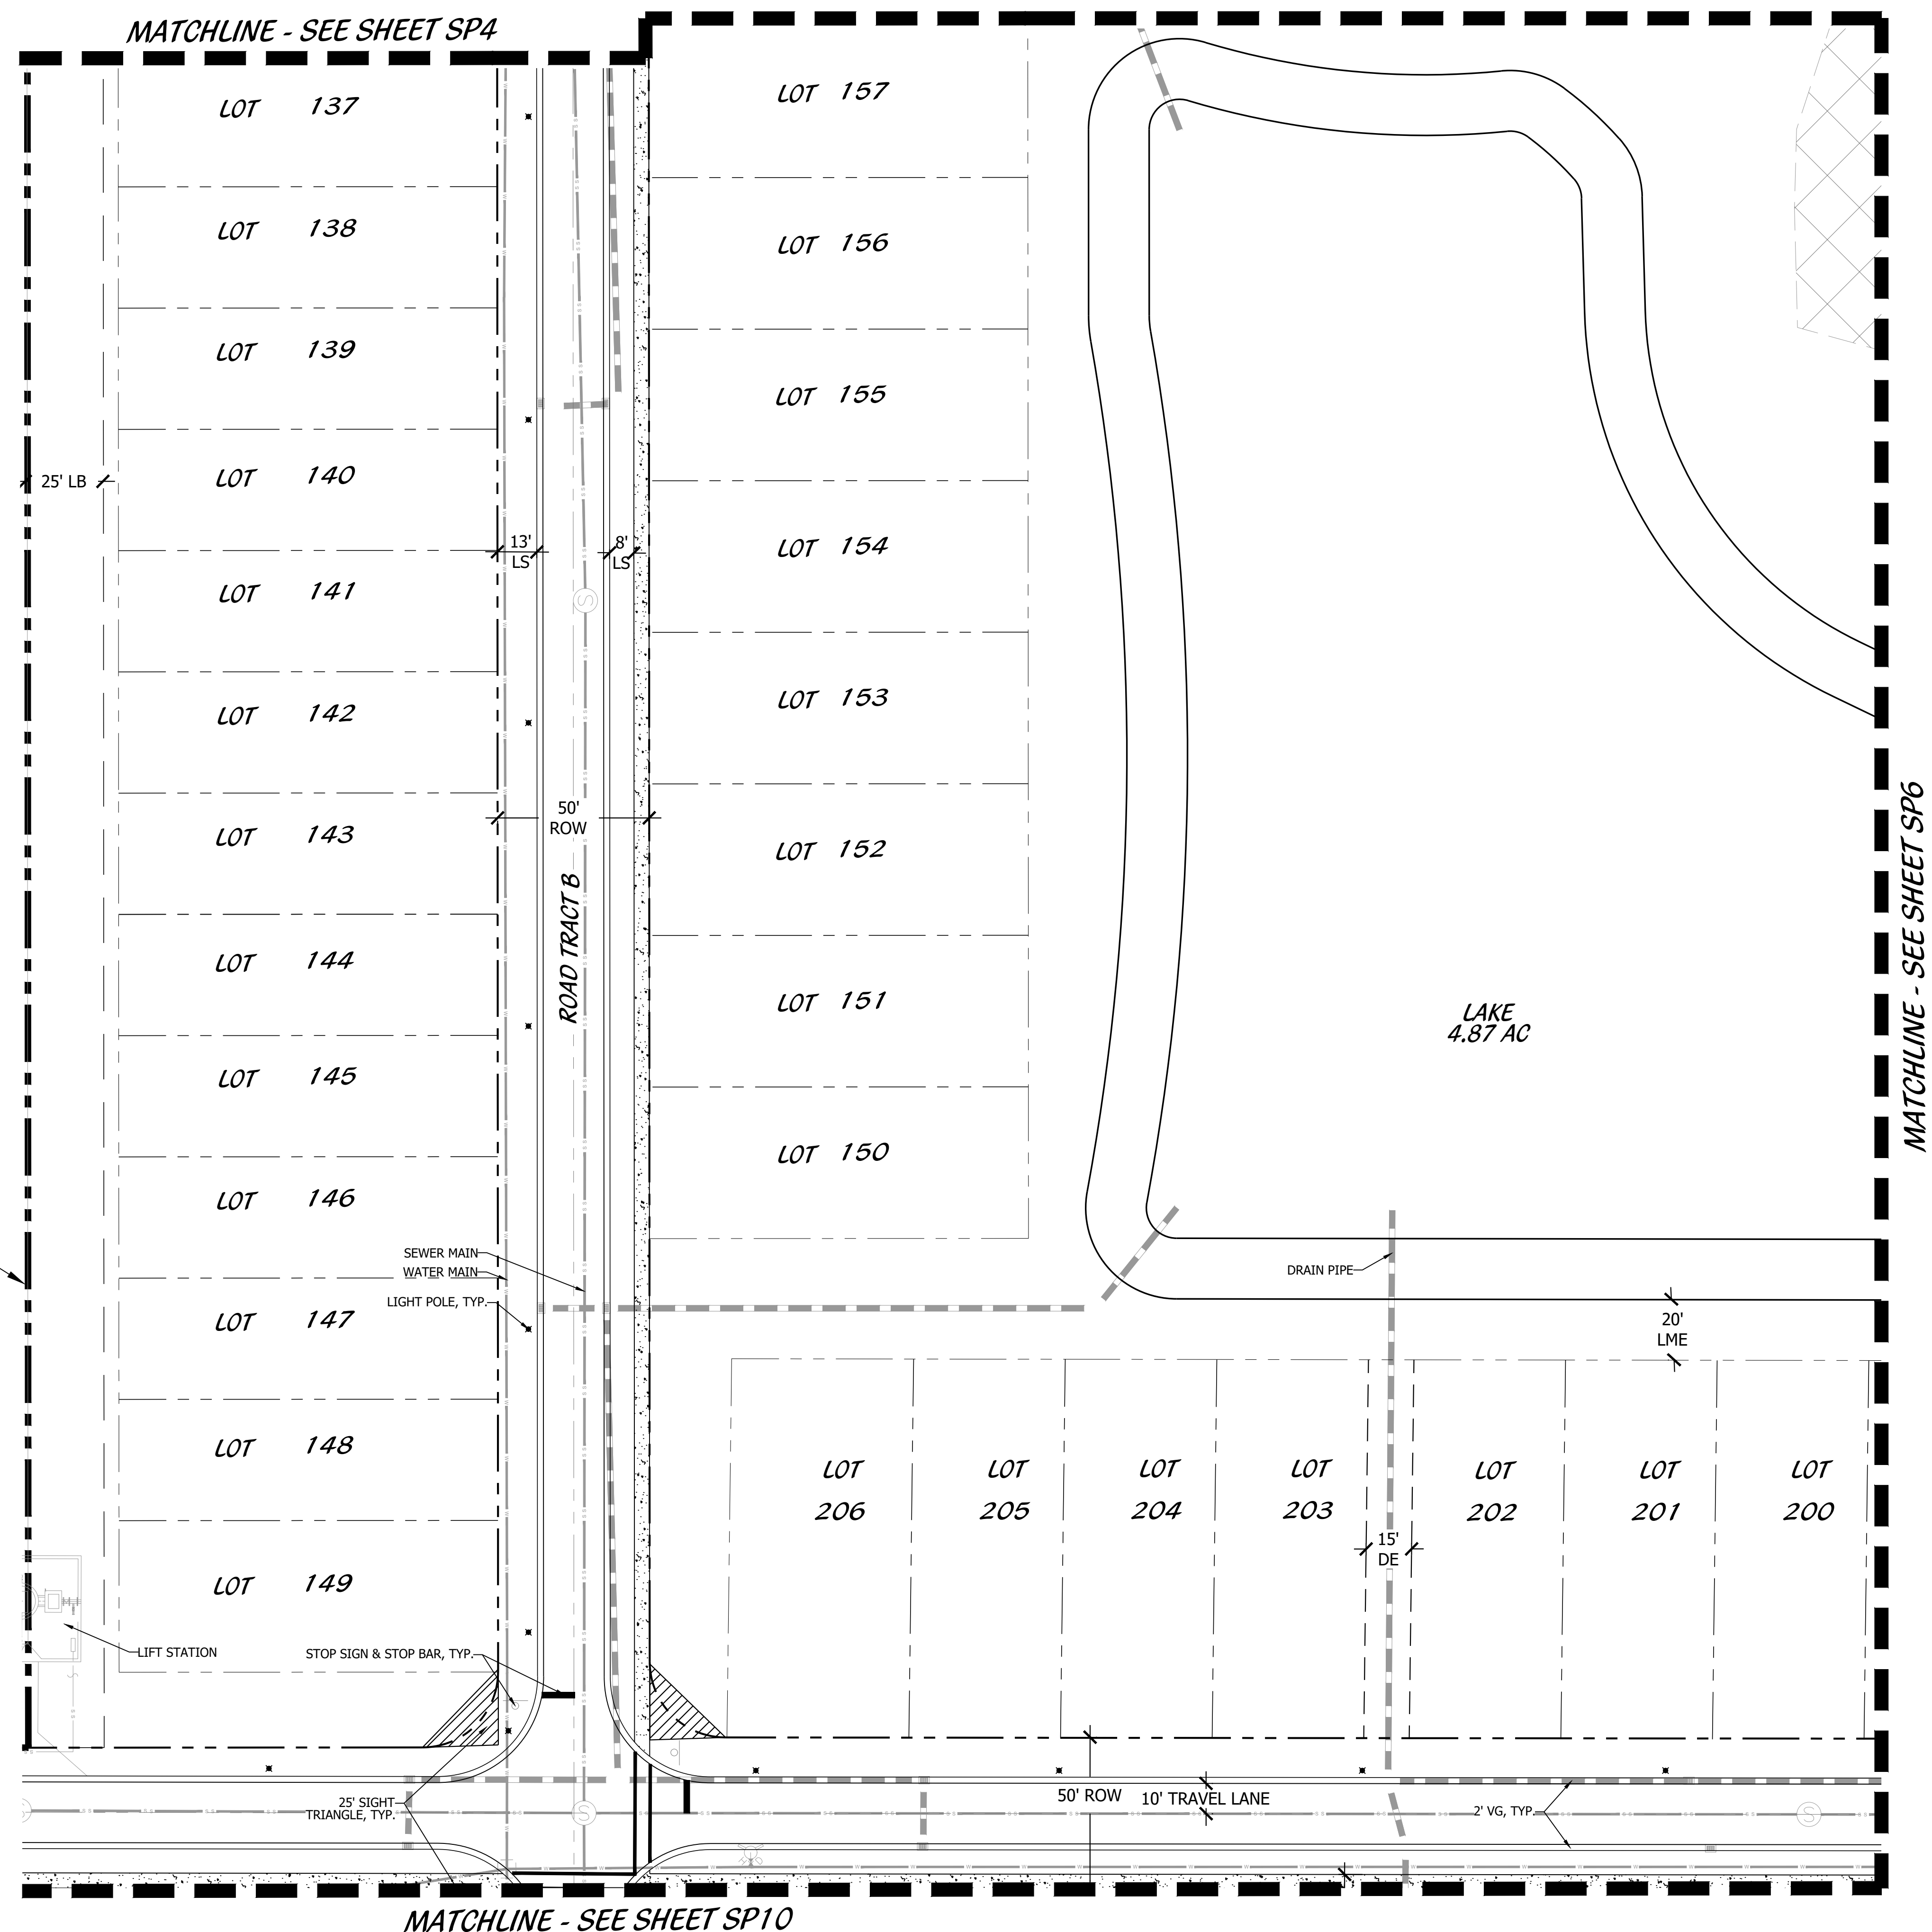 MATCHLINE - SEE SHEET SP4
LOT 137
LOT 138
LOT 139
LOT 140
25' LB
LOT 141
LOT 142
LOT 143
LOT 144
LOT 145
LOT 146
LOT 147
LOT 148
LOT 149
13'
LS
8'
LS
50'
ROW
ROAD TRACT B
SEWER MAIN
WATER MAIN
LIGHT POLE, TYP.
LIFT STATION
STOP SIGN & STOP BAR, TYP.
25' SIGHT
TRIANGLE, TYP.
LOT 157
LOT 156
LOT 155
LOT 154
LOT 153
LOT 152
LOT 151
LOT 150
LAKE
4.87 AC
DRAIN PIPE
20'
LME
LOT
206
LOT
205
LOT
204
LOT
203
15'
DE
LOT
202
LOT
201
LOT
200
50' ROW
10' TRAVEL LANE
2' VG, TYP.
MATCHLINE - SEE SHEET SP6
MATCHLINE - SEE SHEET SP10